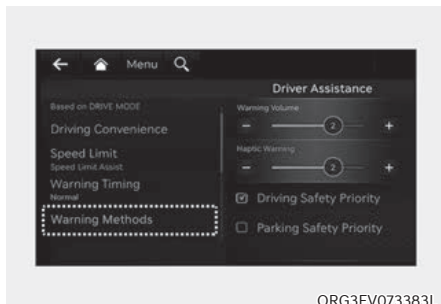 Menu
Driver Assistance
Based on DRIVE MODE
Driving Convenience
Speed Limit
Speed Limit Assist
Warning Timing
Normal
Warning Methods
Warning Volume
- 2 +
Haptic Warning
- 2 +
Driving Safety Priority
Parking Safety Priority
ORG3EV073383L